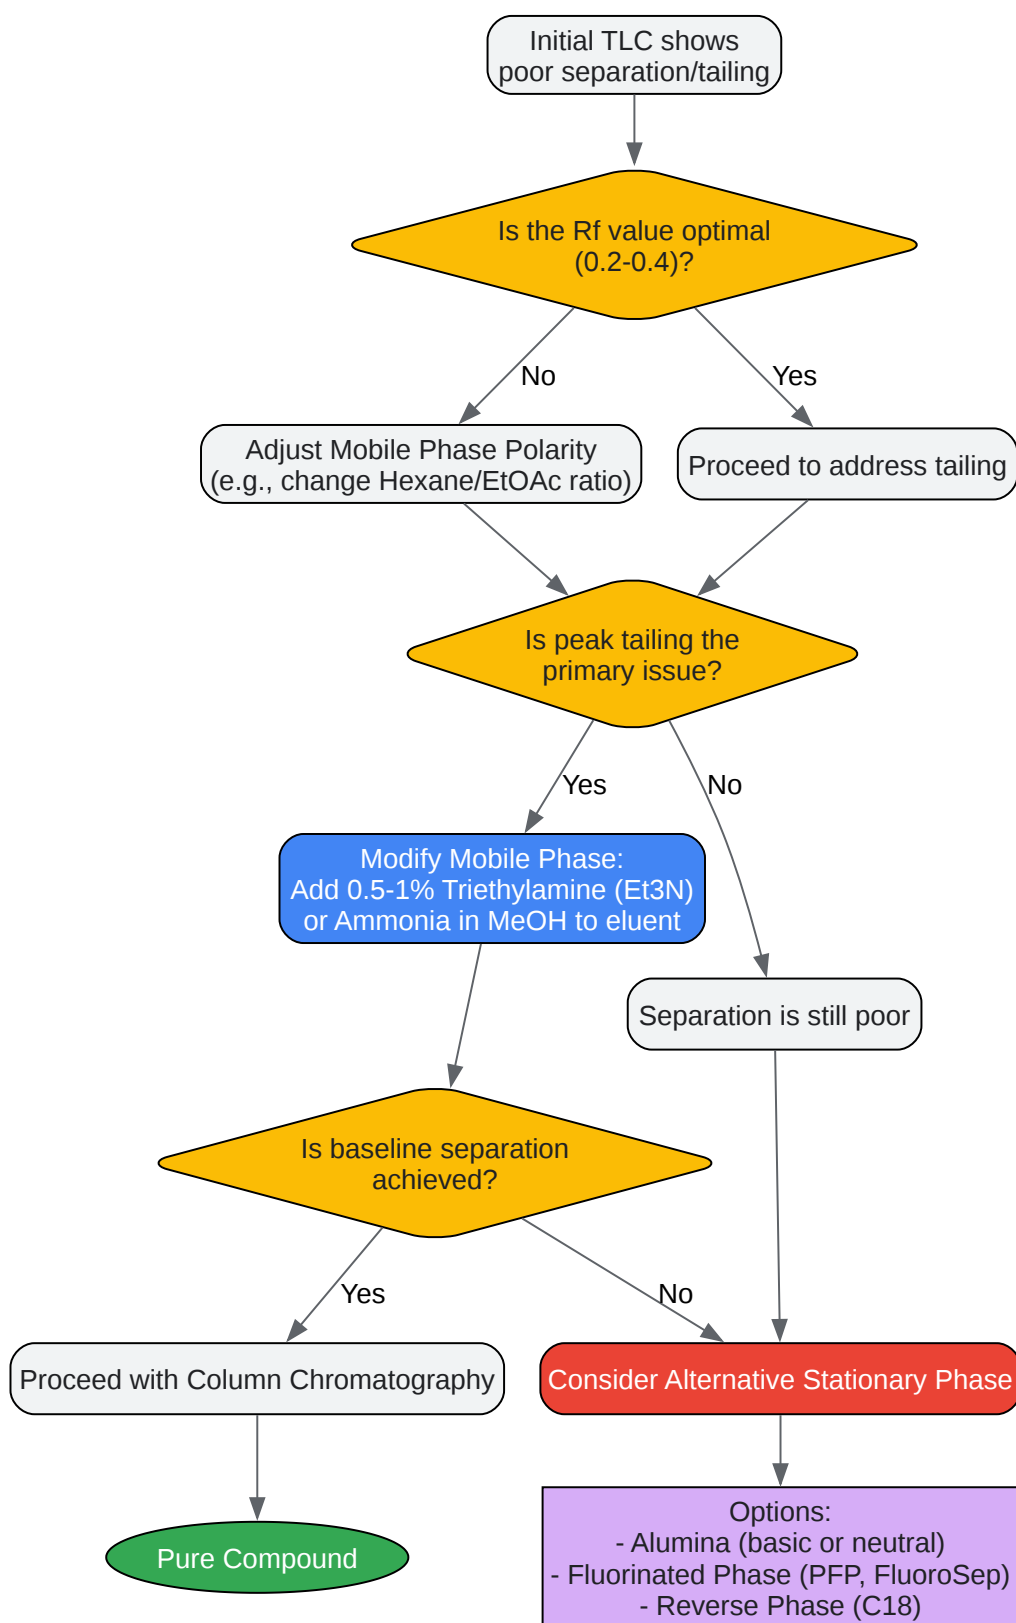 Initial TLC shows
poor separation/tailing
Is the Rf value optimal
(0.2-0.4)?
No
Yes
Adjust Mobile Phase Polarity
(e.g., change Hexane/EtOAc ratio)
Proceed to address tailing
Is peak tailing the
primary issue?
Yes
No
Modify Mobile Phase:
Add 0.5-1% Triethylamine (Et3N)
or Ammonia in MeOH to eluent
Separation is still poor
Is baseline separation
achieved?
Yes
No
Proceed with Column Chromatography
Consider Alternative Stationary Phase
Pure Compound
Options:
- Alumina (basic or neutral)
- Fluorinated Phase (PFP, FluoroSep)
- Reverse Phase (C18)